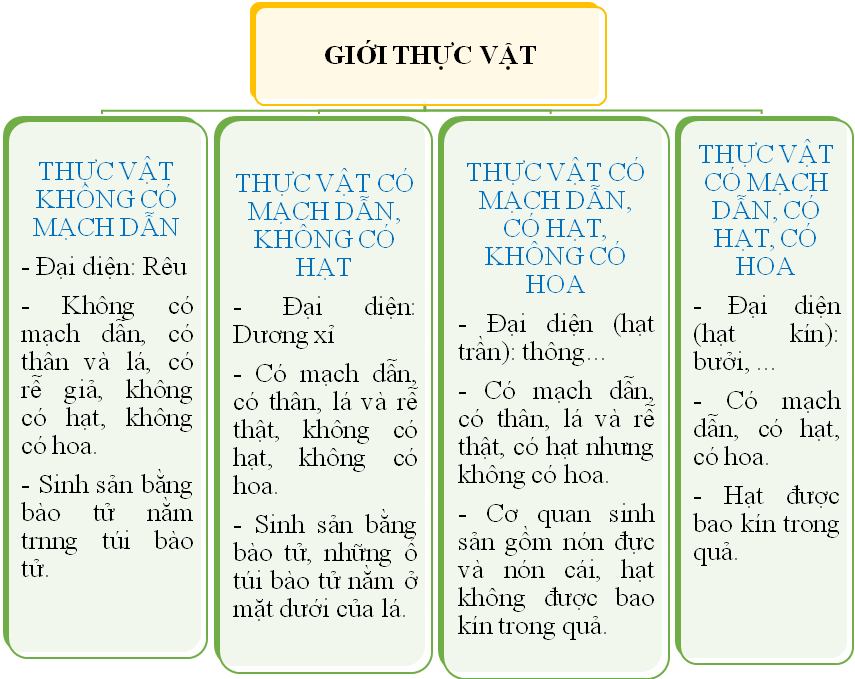 GIỚI THỰC VẬT
THỰC VẬT
KHÔNG CÓ
MẠCH DẪN
- Đại diện: Rêu
- Không có
mạch dẫn, có
thân và lá, có
rễ giả, không
có hạt, không
có hoa.
- Sinh sản bằng
bào tử nằm
trnng túi bào
tử.
THỰC VẬT CÓ
MẠCH DẪN,
KHÔNG CÓ
HẠT
- Đại diện:
Dương xỉ
- Có mạch dẫn,
có thân, lá và rễ
thật, không có
hạt, không có
hoa.
- Sinh sản bằng
bào tử, những ổ
túi bào tử nằm ở
mặt dưới của lá.
THỰC VẬT CÓ
MẠCH DẪN,
CÓ HẠT,
KHÔNG CÓ
HOA
- Đại diện (hạt
trần): thông...
- Có mạch dẫn,
có thân, lá và rễ
thật, có hạt nhưng
không có hoa.
- Cơ quan sinh
sản gồm nón đực
và nón cái, hạt
không được bao
kín trong quả.
THỰC VẬT
CÓ MẠCH
DẪN, CÓ
HẠT, CÓ
HOA
- Đại diện
(hạt kín):
bưởi, ...
- Có mạch
dẫn, có hạt,
có hoa.
- Hạt được
bao kín trong
quả.